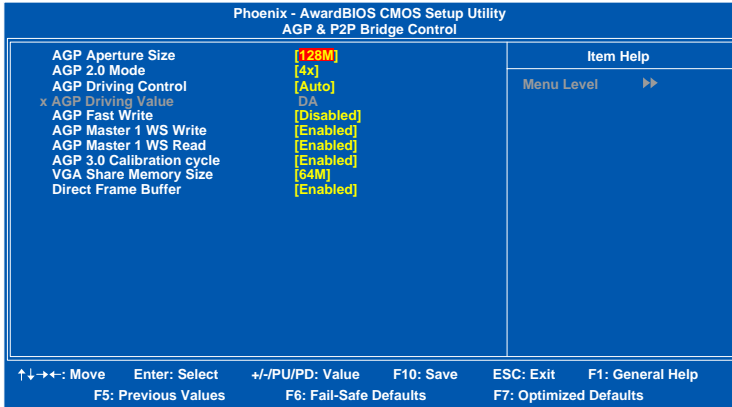 Phoenix - AwardBIOS CMOS Setup Utility
AGP & P2P Bridge Control
AGP Aperture Size [128M]
AGP 2.0 Mode [4x]
AGP Driving Control [Auto]
x AGP Driving Value DA
AGP Fast Write [Disabled]
AGP Master 1 WS Write [Enabled]
AGP Master 1 WS Read [Enabled]
AGP 3.0 Calibration cycle [Enabled]
VGA Share Memory Size [64M]
Direct Frame Buffer [Enabled]
Item Help
Menu Level ▸▸
↑↓→←: Move Enter: Select +/-/PU/PD: Value F10: Save ESC: Exit F1: General Help
F5: Previous Values F6: Fail-Safe Defaults F7: Optimized Defaults